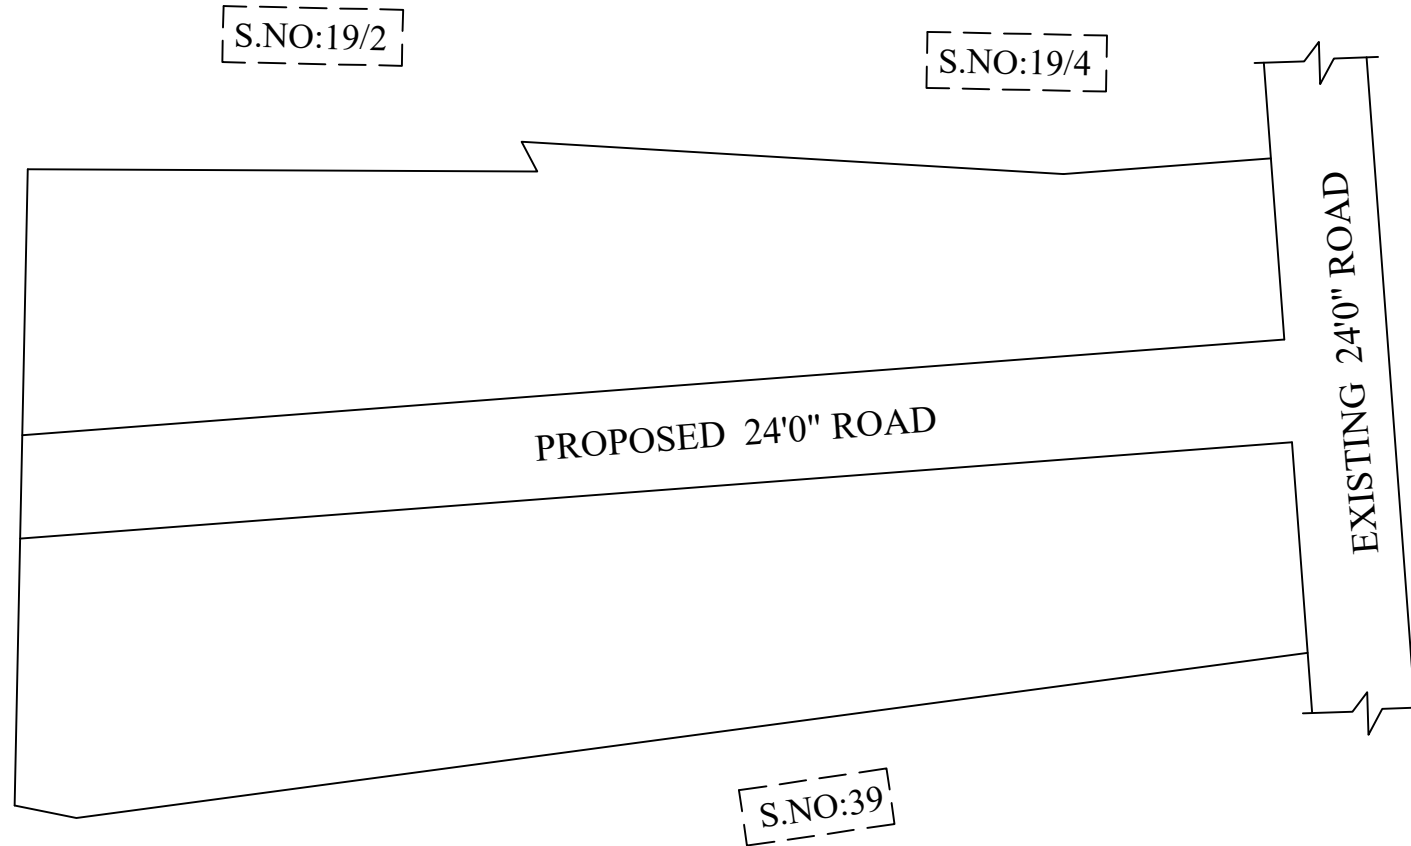 S.NO:19/2
S.NO:19/4
EXISTING 24'0" ROAD
PROPOSED 24'0" ROAD
S.NO:39